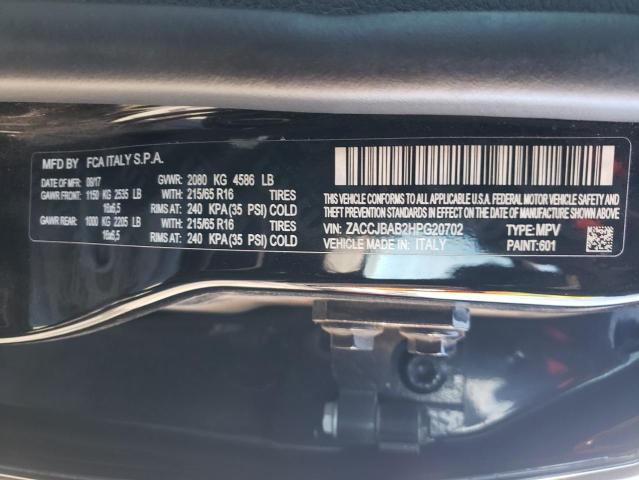 MFD BY FCA ITALY S.P.A.
DATE OF MFR 09/17 GVWR: 2080 KG 4586 LB
GAWR FRONT: 1150 KG 2535 LB WITH 215/65 R16 TIRES
16x6,5 RIMS AT: 240 KPA(35 PSI) COLD
GAWR REAR: 1000 KG 2205 LB WITH 215/65 R16 TIRES
16x6,5 RIMS AT: 240 KPA(35 PSI) COLD
THIS VEHICLE CONFORMS TO ALL APPLICABLE U.S.A. FEDERAL MOTOR VEHICLE SAFETY
BUMPER AND THEFT PREVENTION STANDARDS IN EFFECT ON THE DATE OF MANUFACTURE SHOWN ABOVE.
VIN: ZACCJBAB2HPG20702 TYPE: MPV
VEHICLE MADE IN: ITALY PAINT: 601